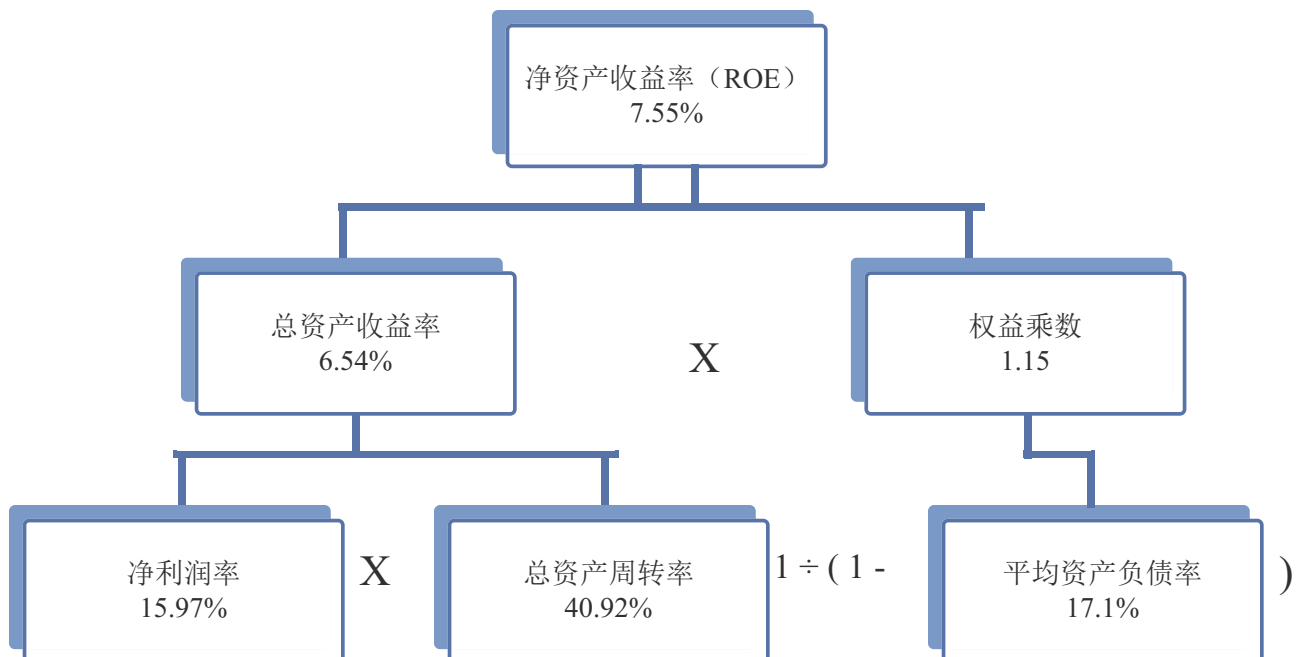 净资产收益率（ROE）
7.55%
总资产收益率
6.54%
X
权益乘数
1.15
净利润率
15.97%
X
总资产周转率
40.92%
1 ÷ ( 1 -
平均资产负债率
17.1%
)